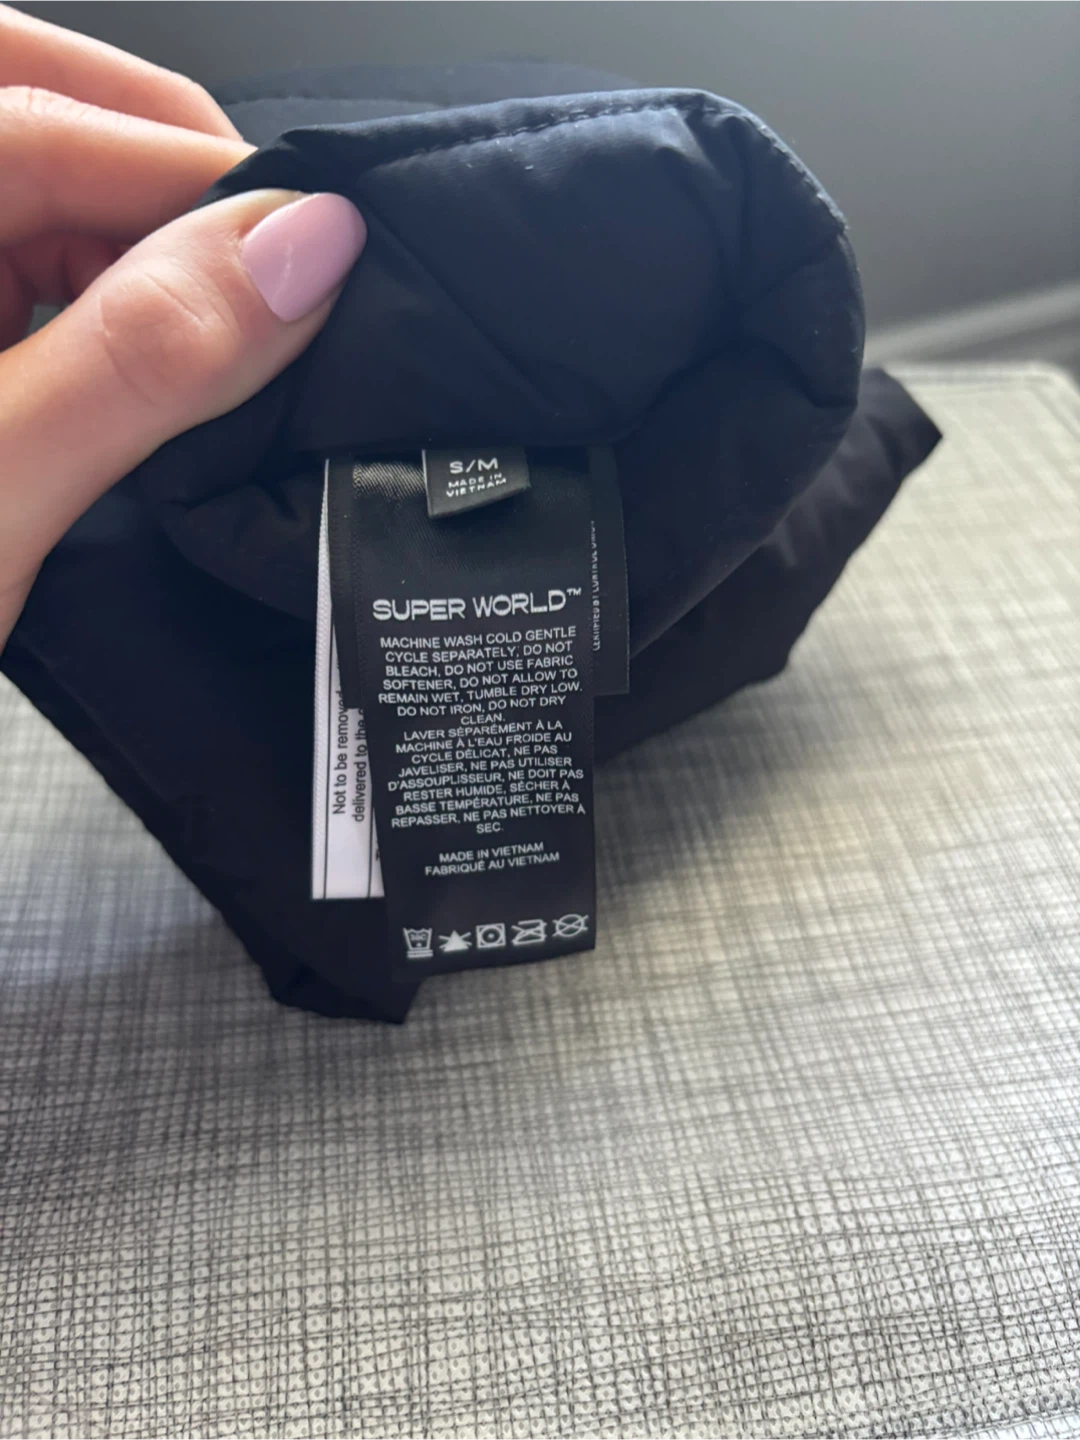 S/M
MADE IN
VIETNAM
SUPER WORLD™
MACHINE WASH COLD GENTLE
CYCLE SEPARATELY, DO NOT
BLEACH, DO NOT USE FABRIC
SOFTENER, DO NOT ALLOW TO
REMAIN WET, TUMBLE DRY LOW.
DO NOT IRON, DO NOT DRY
CLEAN.
LAVER SÉPARÉMENT À LA
MACHINE À L'EAU FROIDE AU
CYCLE DÉLICAT, NE PAS
JAVELISER, NE PAS UTILISER
D'ASSOUPLISSEUR, NE DOIT PAS
RESTER HUMIDE, SÉCHER À
BASSE TEMPÉRATURE, NE PAS
REPASSER, NE PAS NETTOYER À
SEC.
MADE IN VIETNAM
FABRIQUÉ AU VIETNAM
Not to be removed
delivered to the
CERTIFIED BY